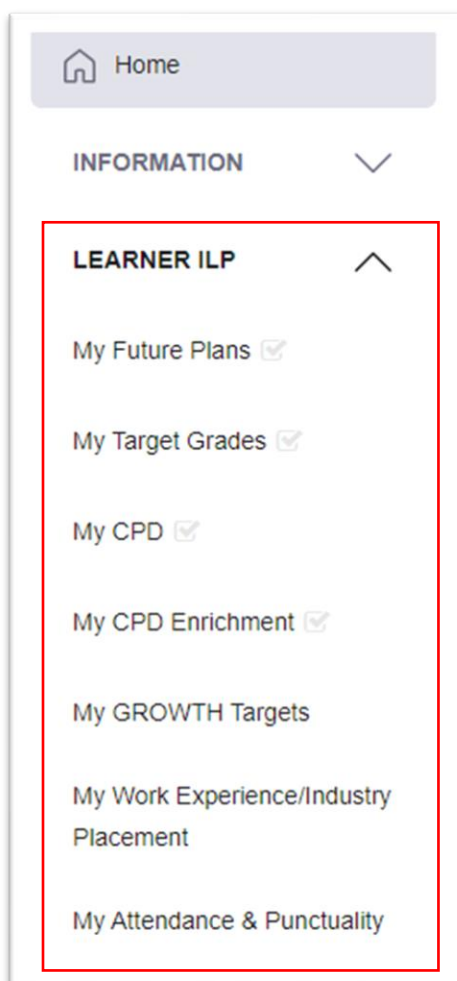 Home
INFORMATION
LEARNER ILP
My Future Plans
My Target Grades
My CPD
My CPD Enrichment
My GROWTH Targets
My Work Experience/Industry
Placement
My Attendance & Punctuality